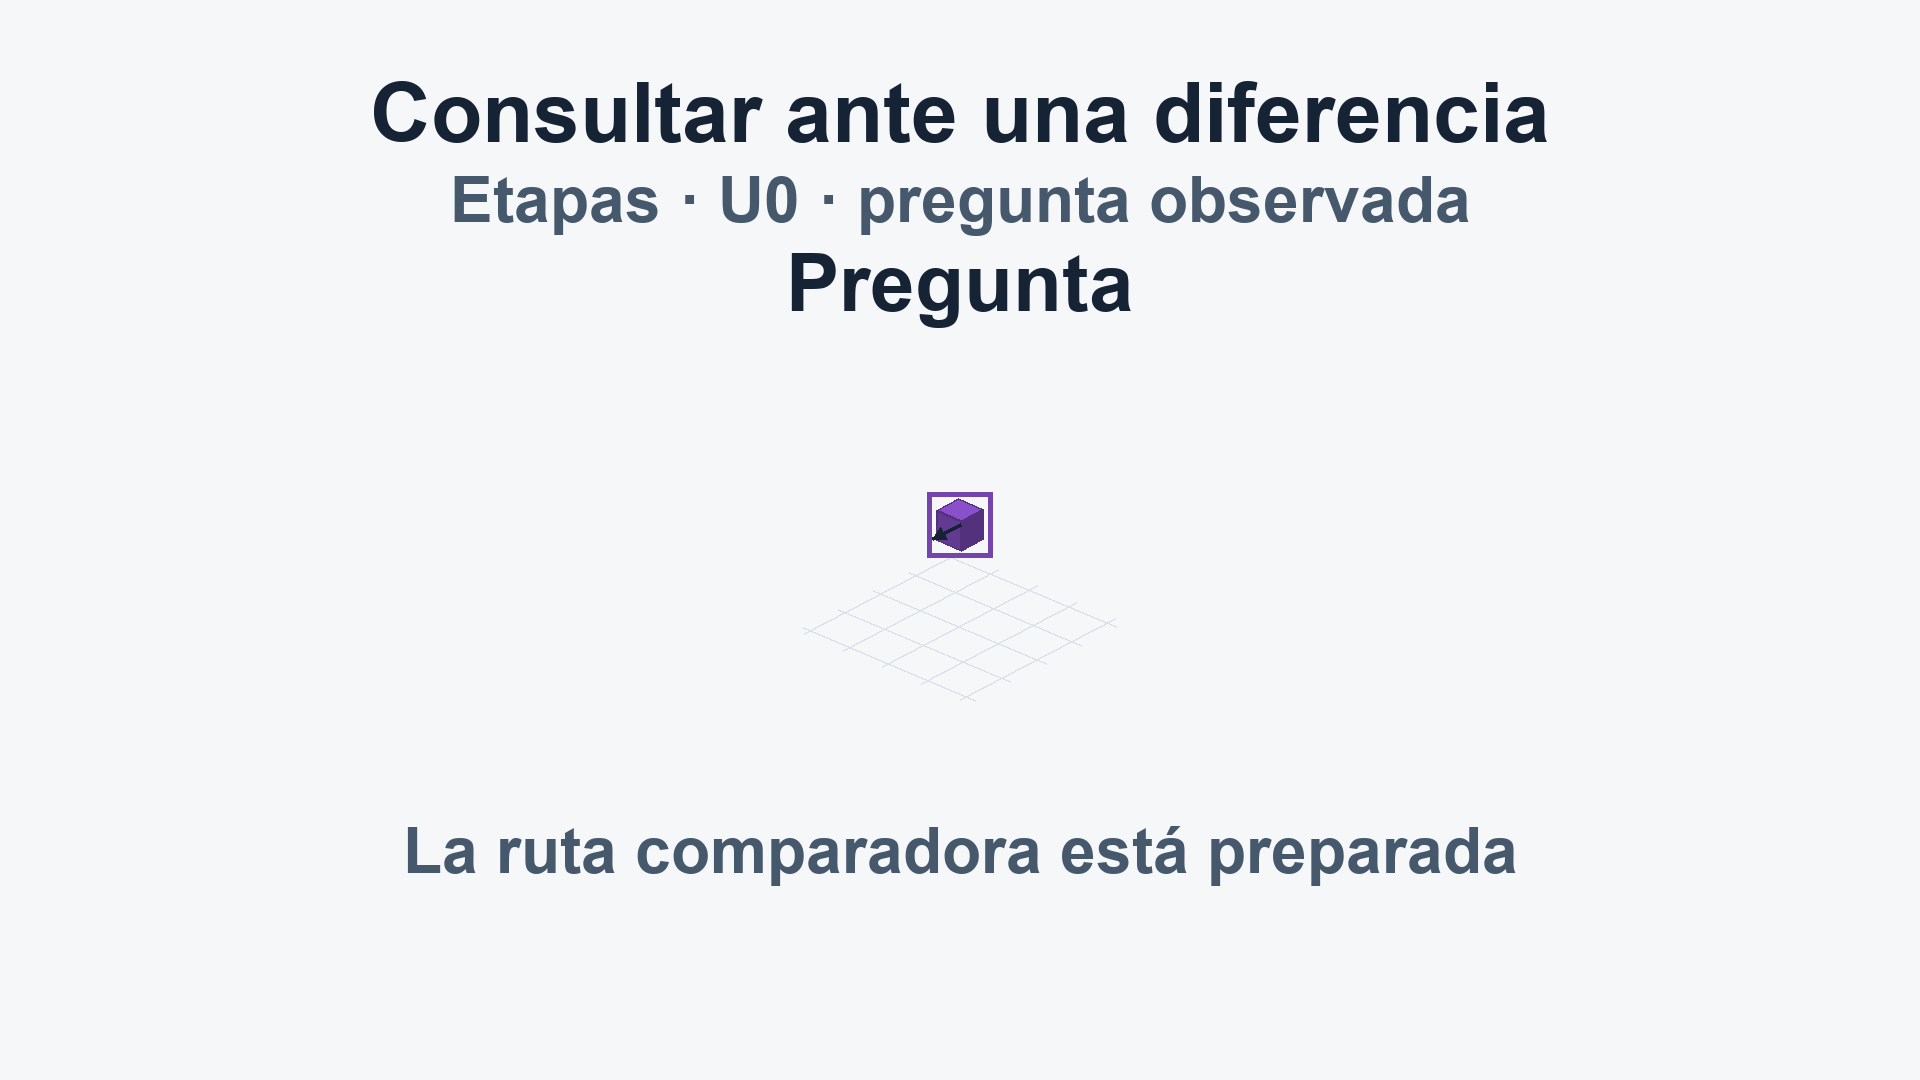 Consultar ante una diferencia
Etapas · U0 · pregunta observada
Pregunta
La ruta comparadora está preparada